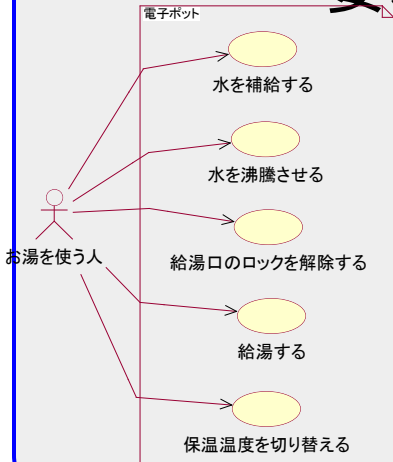 電子ポット
水を補給する
水を沸騰させる
お湯を使う人
給湯口のロックを解除する
給湯する
保温温度を切り替える